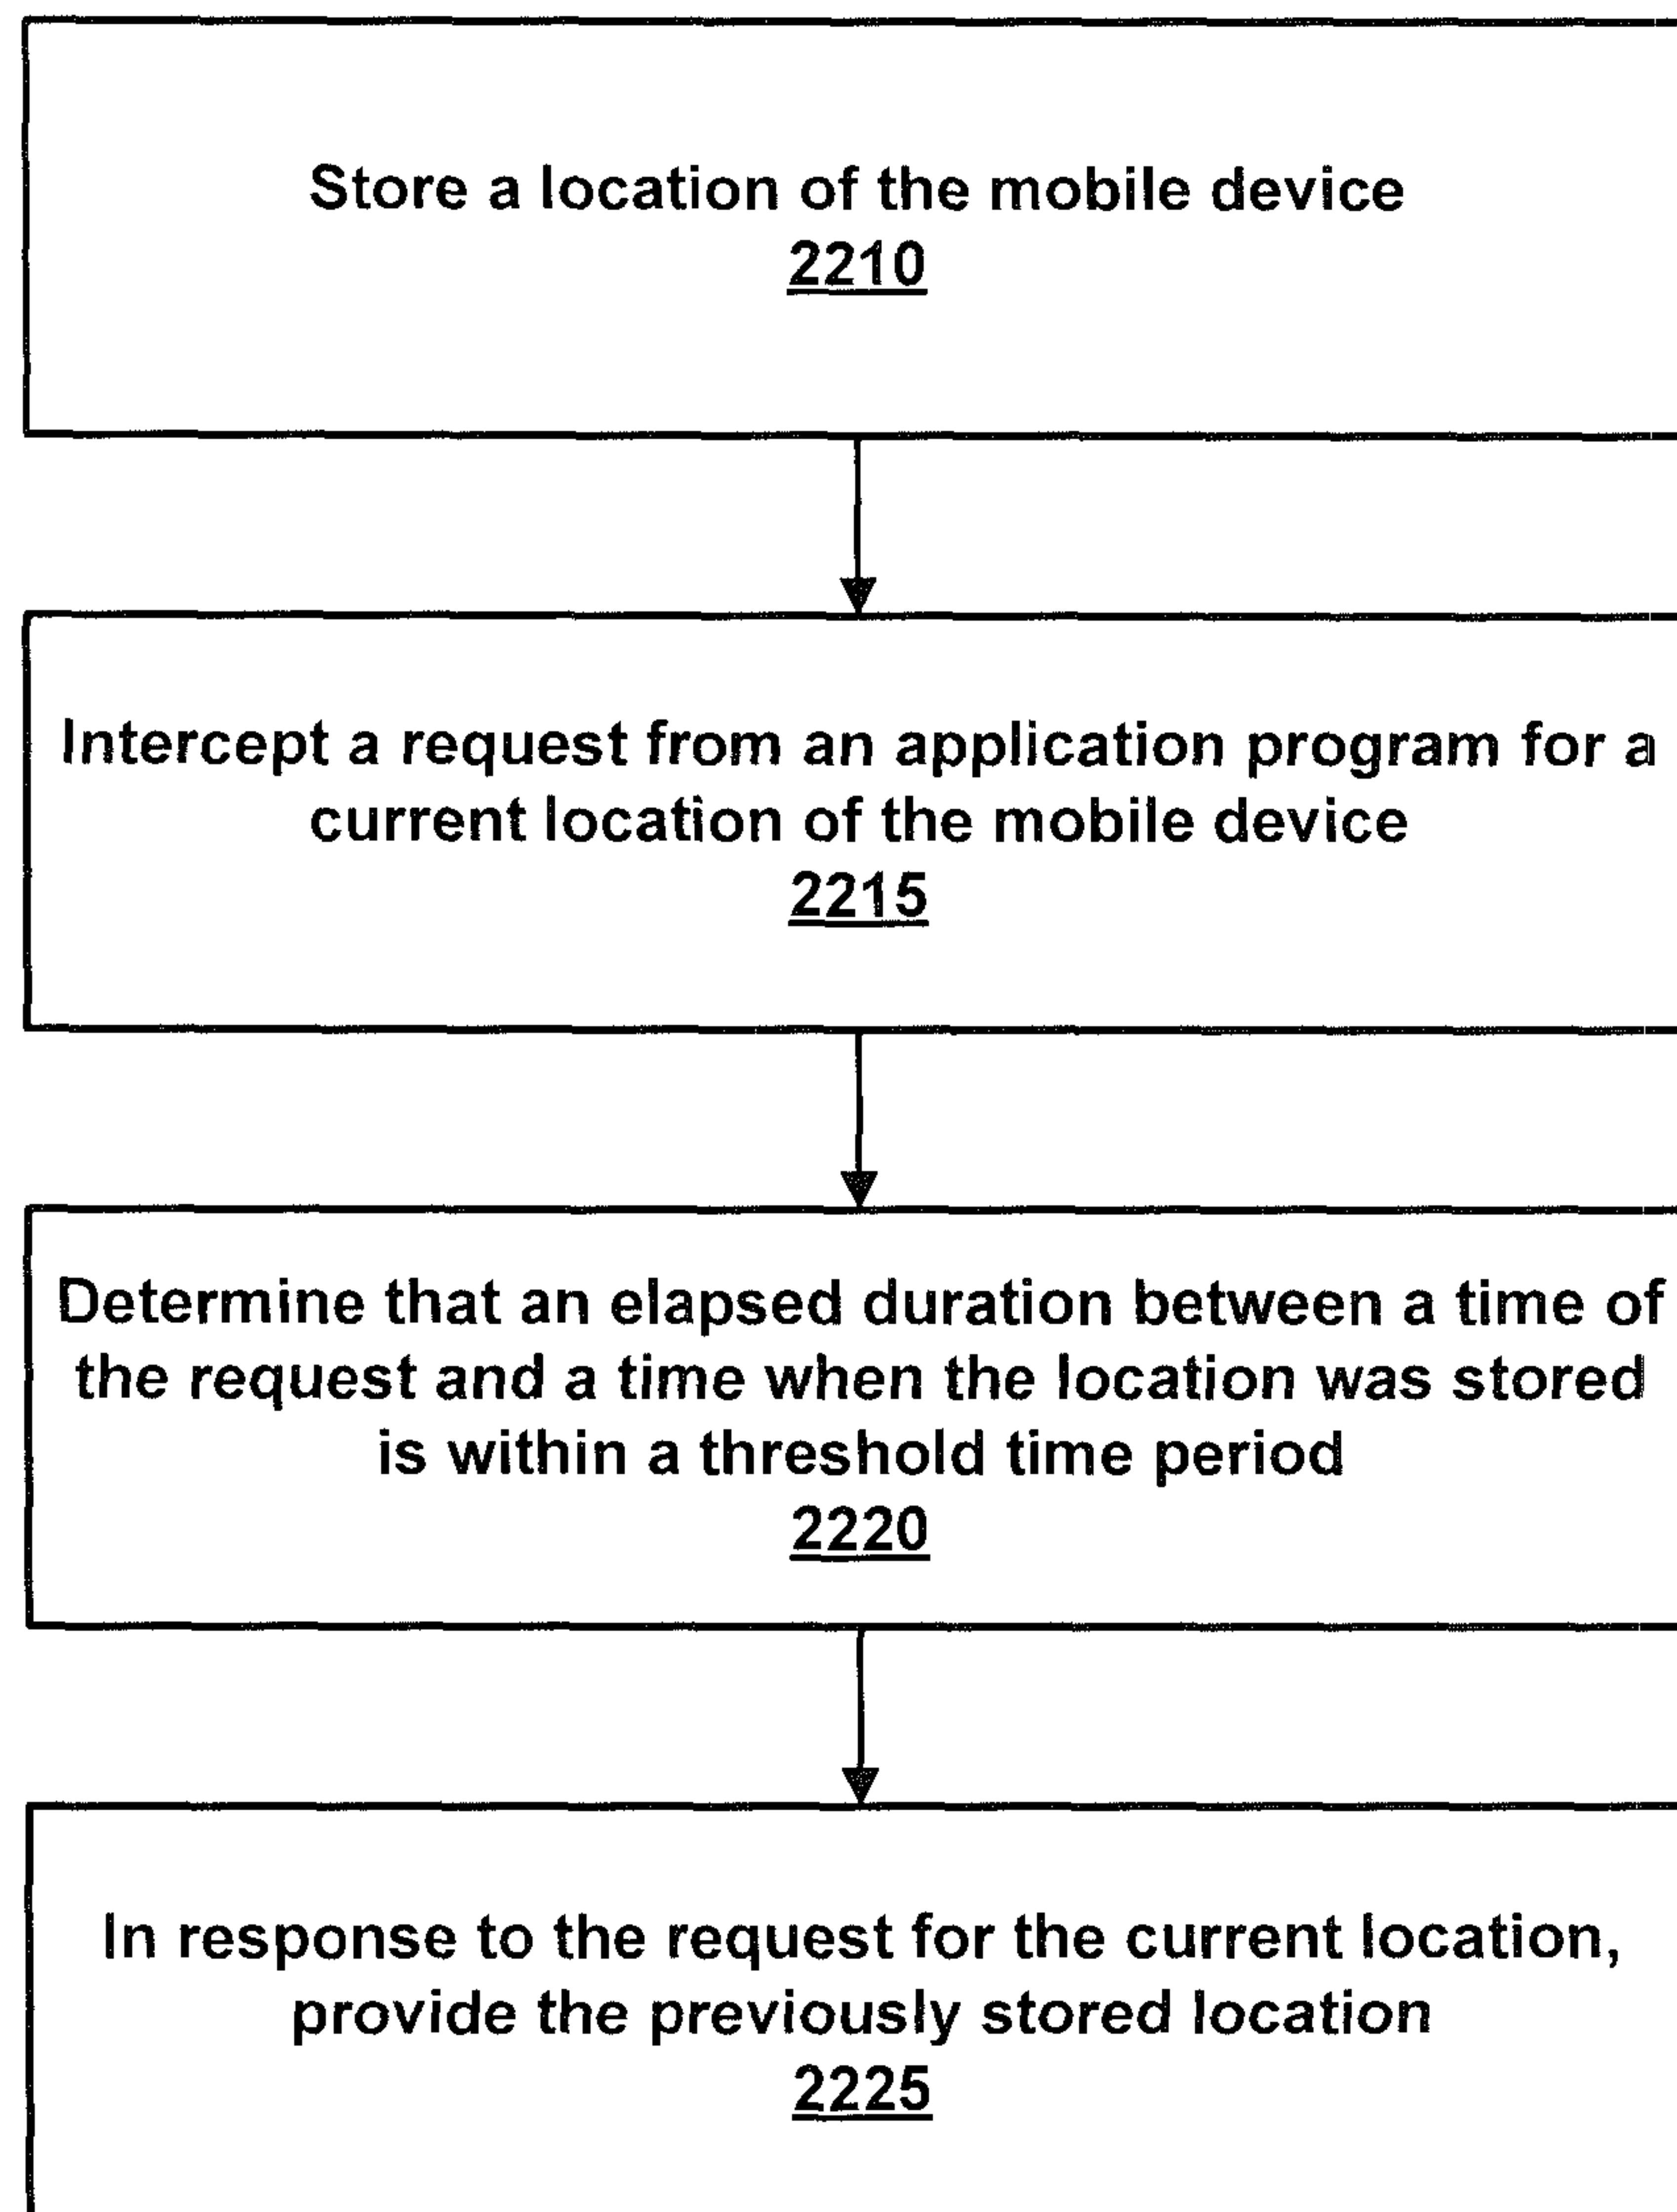 Store a location of the mobile device
2210
Intercept a request from an application program for a
current location of the mobile device
2215
Determine that an elapsed duration between a time of
the request and a time when the location was stored
is within a threshold time period
2220
In response to the request for the current location,
provide the previously stored location
2225